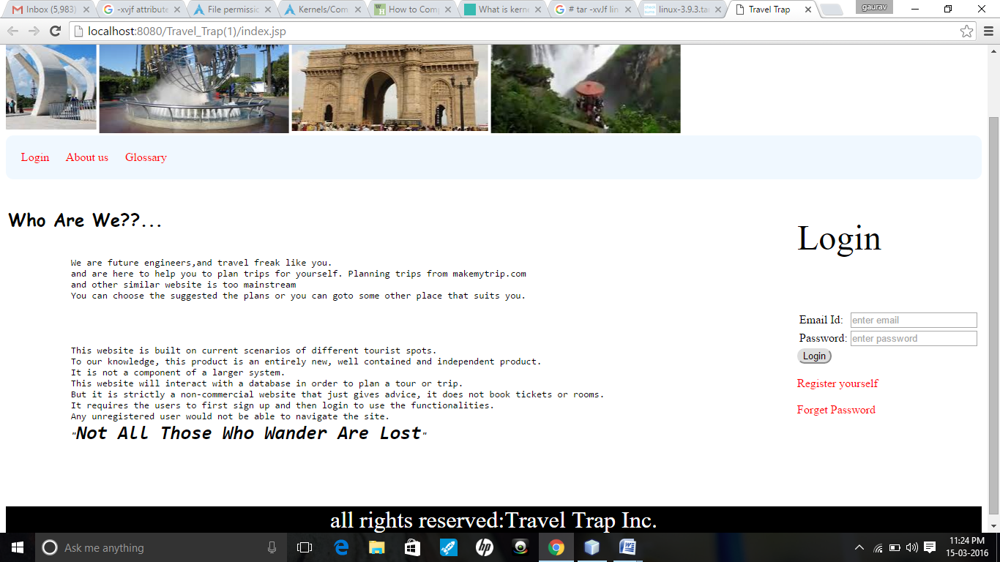 Inbox (5,983)
-xvjf attribute
File permissio
Kernels/Com
How to Comp
What is kerne
# tar -xvJf lin
linux-3.9.3.ta
Travel Trap
gaurav
localhost:8080/Travel_Trap(1)/index.jsp
Login About us Glossary
Who Are We??...
We are future engineers,and travel freak like you.
and are here to help you to plan trips for yourself. Planning trips from makemytrip.com
and other similar website is too mainstream
You can choose the suggested the plans or you can goto some other place that suits you.
This website is built on current scenarios of different tourist spots.
To our knowledge, this product is an entirely new, well contained and independent product.
It is not a component of a larger system.
This website will interact with a database in order to plan a tour or trip.
But it is strictly a non-commercial website that just gives advice, it does not book tickets or rooms.
It requires the users to first sign up and then login to use the functionalities.
Any unregistered user would not be able to navigate the site.
"Not All Those Who Wander Are Lost"
Login
Email Id: enter email
Password: enter password
Login
Register yourself
Forget Password
all rights reserved:Travel Trap Inc.
Ask me anything
11:24 PM
15-03-2016